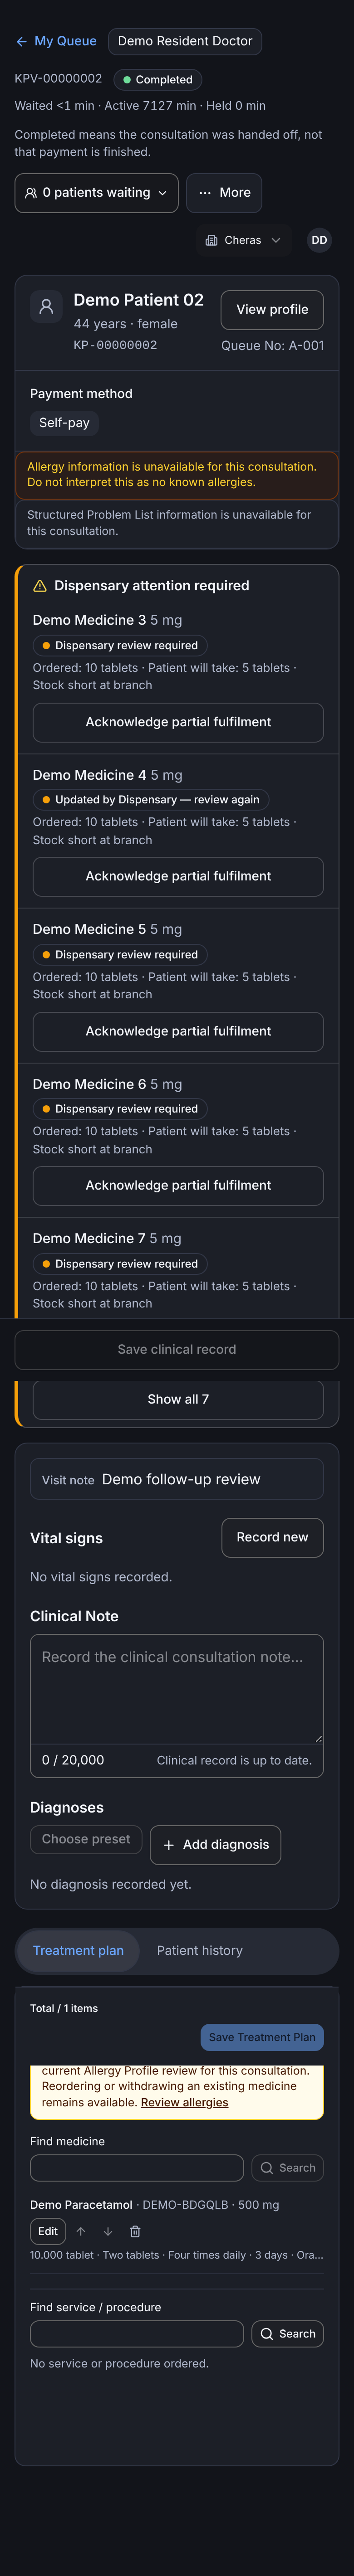 My Queue
Demo Resident Doctor
KPV-00000002
Completed
Waited <1 min · Active 7127 min · Held 0 min
Completed means the consultation was handed off, not
that payment is finished.
0 patients waiting
More
Cheras
DD
Demo Patient 02
View profile
44 years · female
KP-00000002
Queue No: A-001
Payment method
Self-pay
Allergy information is unavailable for this consultation.
Do not interpret this as no known allergies.
Structured Problem List information is unavailable for
this consultation.
Dispensary attention required
Demo Medicine 3 5 mg
Dispensary review required
Ordered: 10 tablets · Patient will take: 5 tablets ·
Stock short at branch
Acknowledge partial fulfilment
Demo Medicine 4 5 mg
Updated by Dispensary — review again
Ordered: 10 tablets · Patient will take: 5 tablets ·
Stock short at branch
Acknowledge partial fulfilment
Demo Medicine 5 5 mg
Dispensary review required
Ordered: 10 tablets · Patient will take: 5 tablets ·
Stock short at branch
Acknowledge partial fulfilment
Demo Medicine 6 5 mg
Dispensary review required
Ordered: 10 tablets · Patient will take: 5 tablets ·
Stock short at branch
Acknowledge partial fulfilment
Demo Medicine 7 5 mg
Dispensary review required
Ordered: 10 tablets · Patient will take: 5 tablets ·
Stock short at branch
Save clinical record
Show all 7
Visit note Demo follow-up review
Vital signs
Record new
No vital signs recorded.
Clinical Note
Record the clinical consultation note...
0 / 20,000
Clinical record is up to date.
Diagnoses
Choose preset
Add diagnosis
No diagnosis recorded yet.
Treatment plan
Patient history
Total / 1 items
Save Treatment Plan
current Allergy Profile review for this consultation.
Reordering or withdrawing an existing medicine
remains available. Review allergies
Find medicine
Search
Demo Paracetamol · DEMO-BDGQLB · 500 mg
Edit
10.000 tablet · Two tablets · Four times daily · 3 days · Ora...
Find service / procedure
Search
No service or procedure ordered.